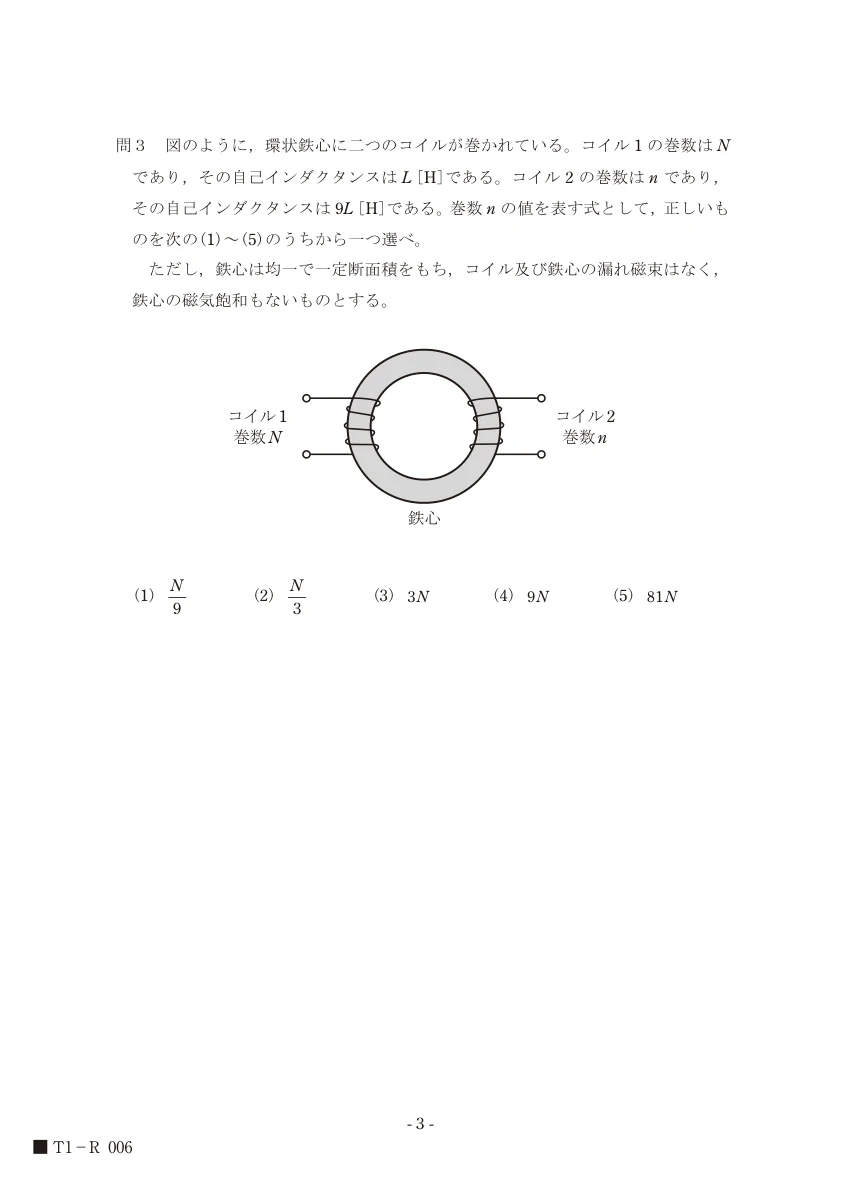 問3　図のように，環状鉄心に二つのコイルが巻かれている。コイル1の巻数はN
であり，その自己インダクタンスはL［H］である。コイル2の巻数はnであり，
その自己インダクタンスは9L［H］である。巻数nの値を表す式として，正しいも
のを次の(1)～(5)のうちから一つ選べ。
ただし，鉄心は均一で一定断面積をもち，コイル及び鉄心の漏れ磁束はなく，
鉄心の磁気飽和もないものとする。
コイル1
巻数N
コイル2
巻数n
鉄心
(1) N/9 (2) N/3 (3) 3N (4) 9N (5) 81N
- 3 -
■ T1－R 006